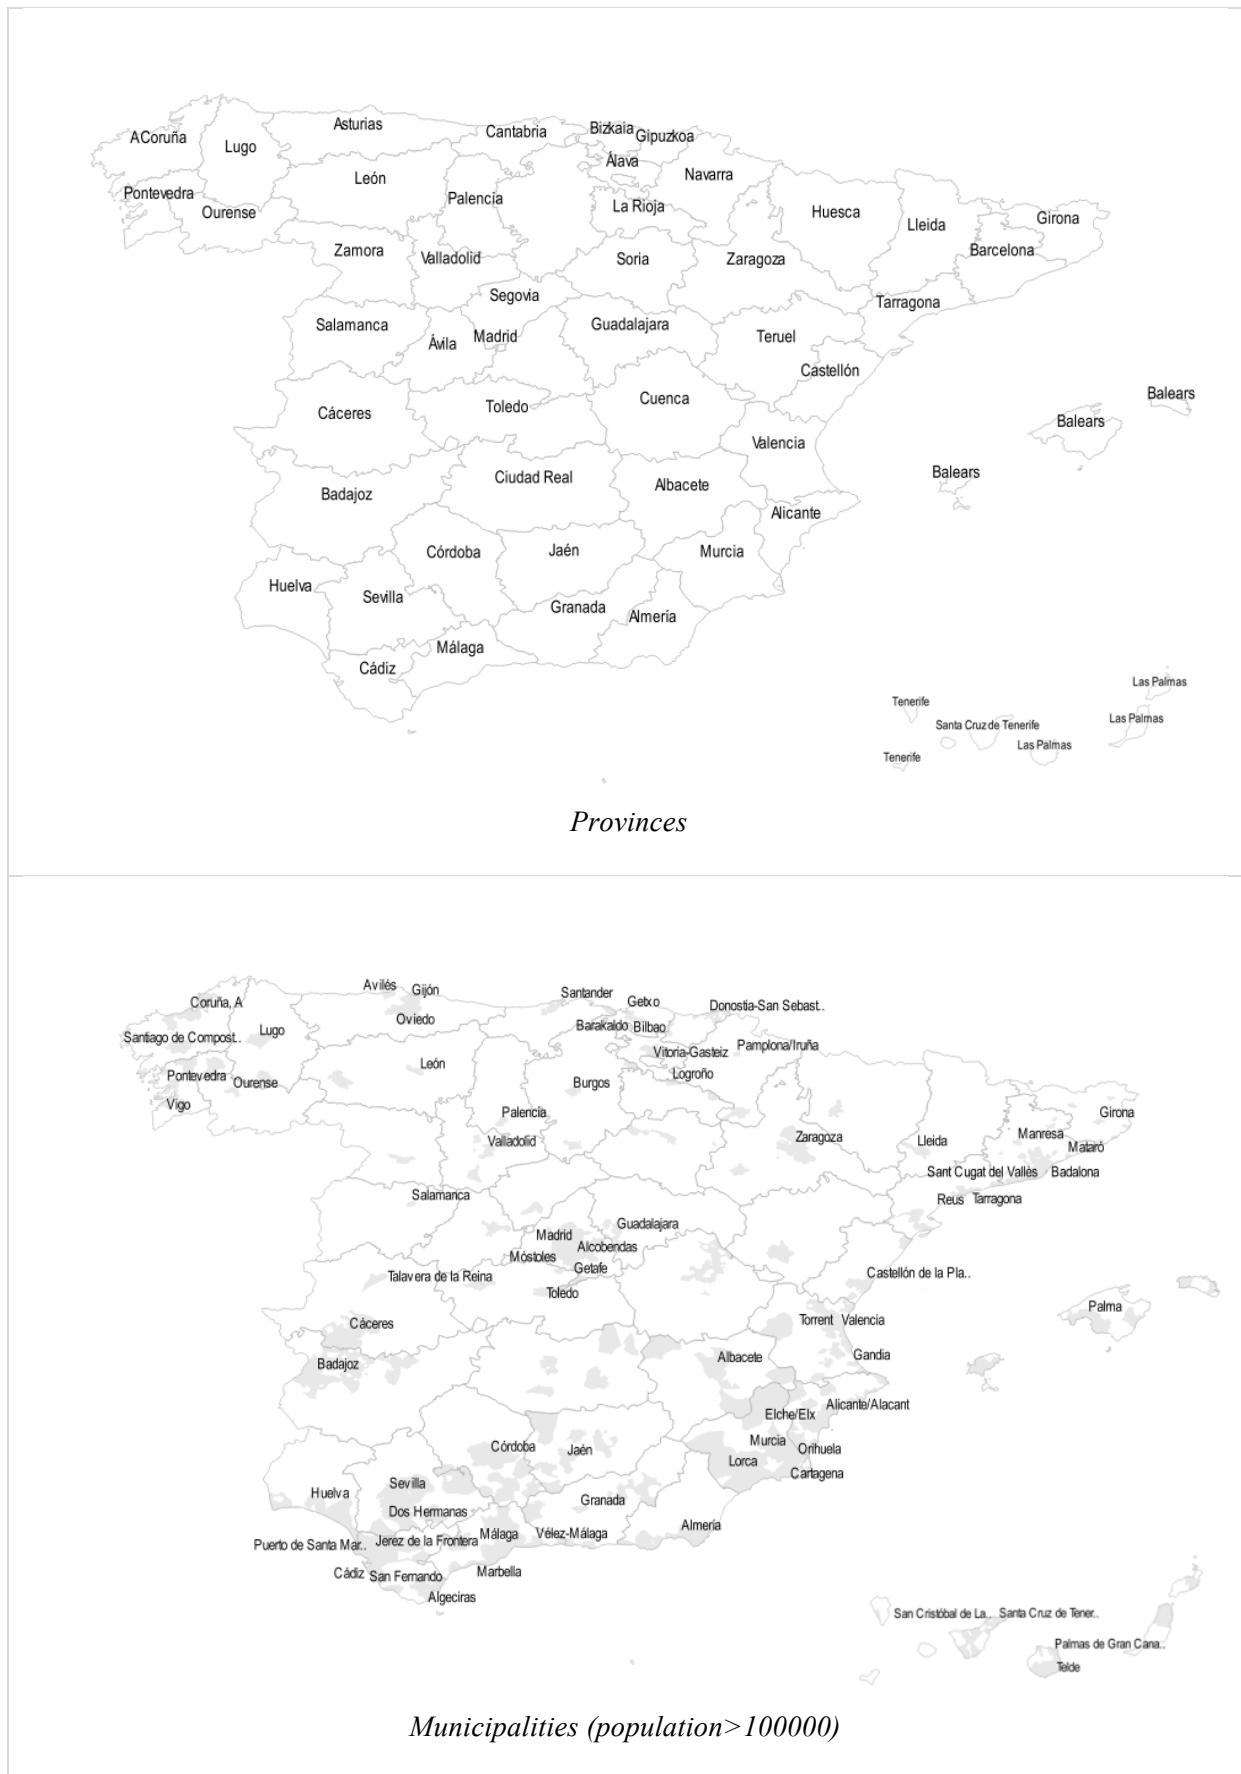 Asturias
Bizkaia
Cantabria
Gipuzkoa
ACoruña
Lugo
Álava
Navarra
León
Pontevedra
Palencia
La Rioja
Ourense
Huesca
Girona
Lleida
Zamora
Barcelona
Valladolid
Soria
Zaragoza
Segovia
Tarragona
Salamanca
Guadalajara
Madrid
Teruel
Ávila
Castellón
Balears
Cuenca
Toledo
Cáceres
Balears
Valencia
Balears
Ciudad Real
Albacete
Badajoz
Alicante
Córdoba
Jaén
Murcia
Huelva
Sevilla
Granada
Almería
Málaga
Cádiz
Las Palmas
Tenerife
Las Palmas
Santa Cruz de Tenerife
Las Palmas
Tenerife
Provinces
Avilés
Gijón
Santander
Coruña, A
Getxo
Donostia-San Sebast..
Oviedo
Barakaldo
Bilbao
Lugo
Santiago de Compost..
Pamplona/Iruña
Vitoria-Gasteiz
León
Logroño
Pontevedra
Ourense
Burgos
Vigo
Palencia
Girona
Valladolid
Zaragoza
Lleida
Manresa
Mataró
Sant Cugat del Vallès
Badalona
Salamanca
Reus
Tarragona
Guadalajara
Madrid
Alcobendas
Móstoles
Getafe
Talavera de la Reina
Castellón de la Pla..
Toledo
Palma
Cáceres
Torrent
Valencia
Badajoz
Albacete
Gandia
Alicante/Alacant
Elche/Elx
Córdoba
Jaén
Murcia
Orihuela
Lorca
Cartagena
Sevilla
Huelva
Granada
Dos Hermanas
Almería
Málaga
Vélez-Málaga
Puerto de Santa Mar..
Jerez de la Frontera
Cádiz
San Fernando
Marbella
Algeciras
San Cristóbal de La..
Santa Cruz de Tener..
Palmas de Gran Cana..
Telde
Municipalities (population>100000)